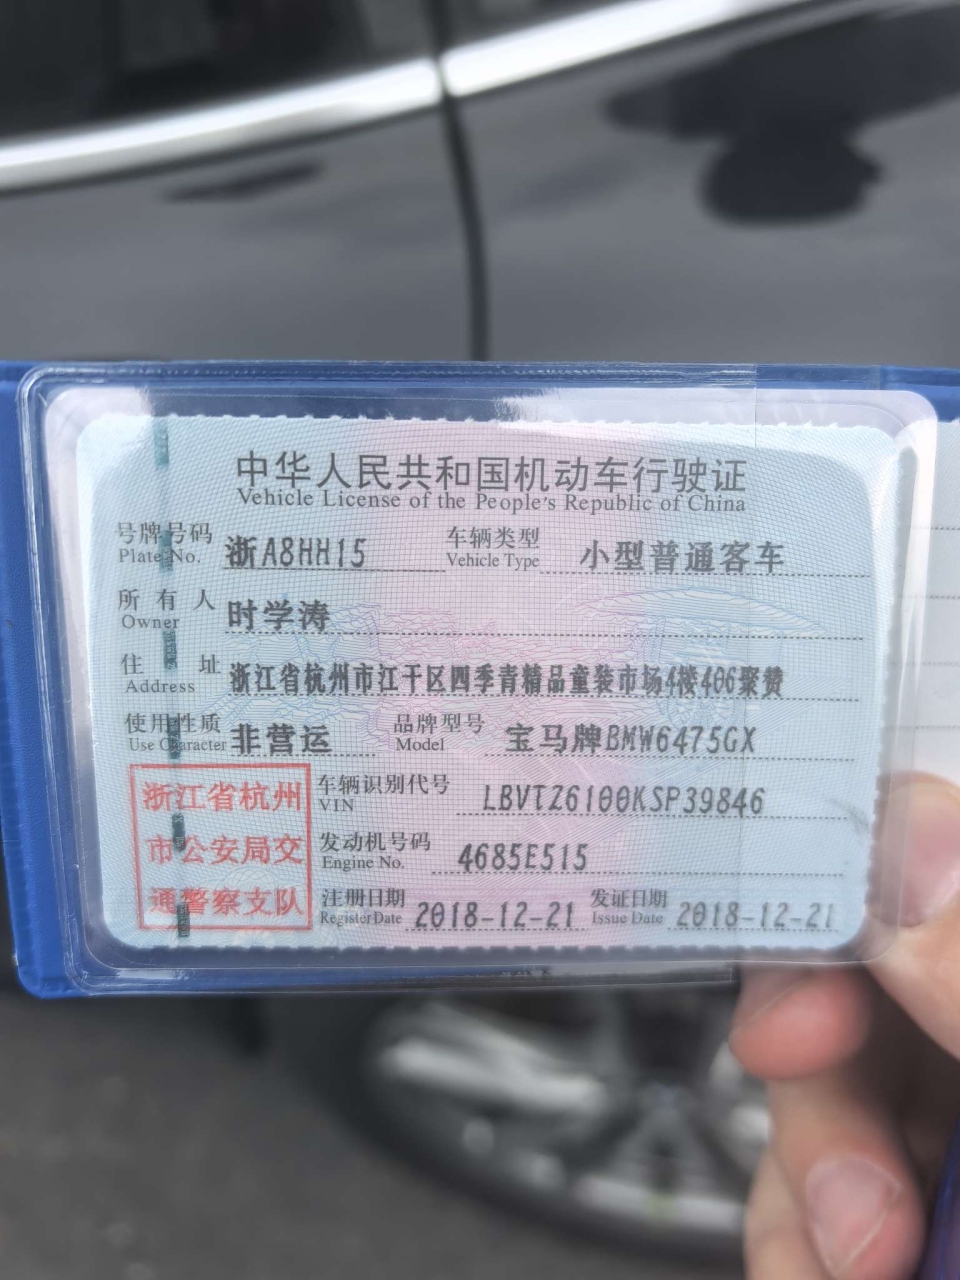 中华人民共和国机动车行驶证
Vehicle License of the People's Republic of China
号牌号码 浙A8HH15 车辆类型 小型普通客车
Plate No. Vehicle Type
所有人 时学涛
Owner
住址 浙江省杭州市江干区四季青精品童装市场4楼406聚赞
Address
使用性质 非营运 品牌型号 宝马牌BMW6475GX
Use Character Model
浙江省杭州
市公安局交
通警察支队
车辆识别代号 LBVTZ6100KSP39846
VIN
发动机号码 4685E515
Engine No.
注册日期 2018-12-21 发证日期 2018-12-21
Register Date Issue Date